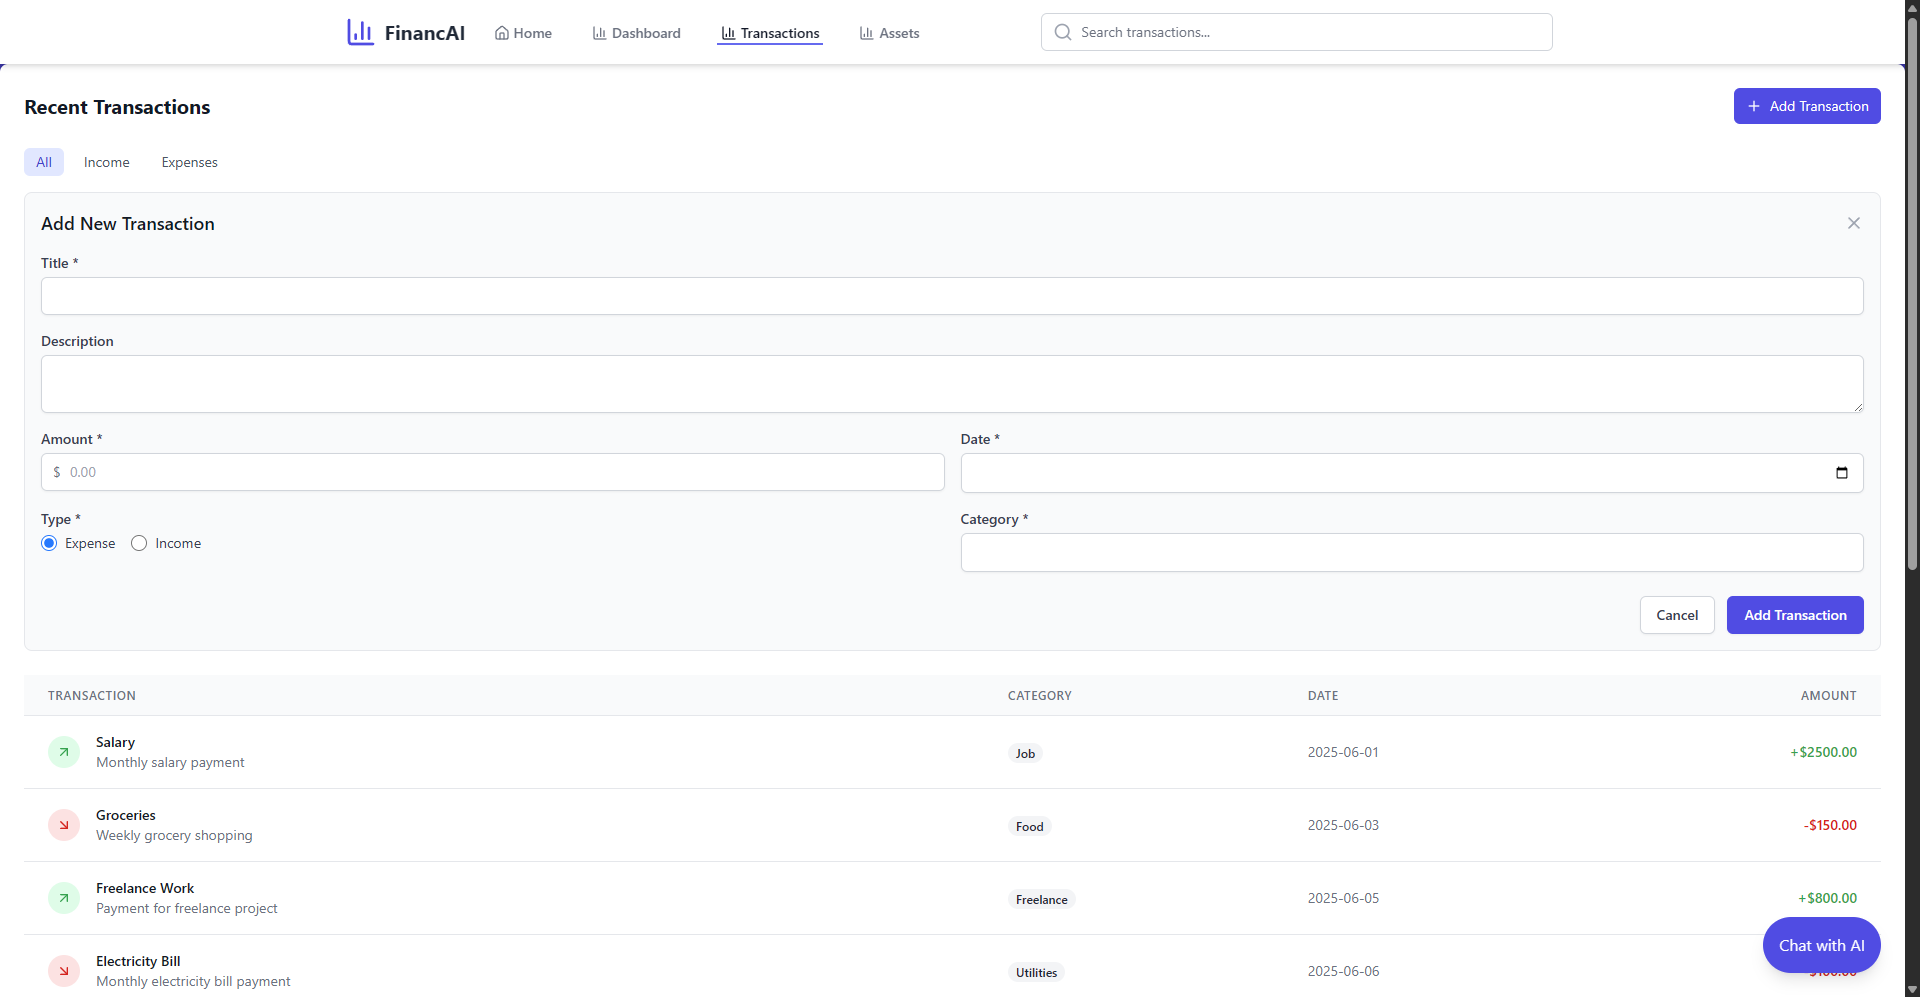 FinancAI
Home
Dashboard
Transactions
Assets
Search transactions...
Recent Transactions
+ Add Transaction
All
Income
Expenses
Add New Transaction
Title *
Description
Amount *
$ 0.00
Date *
Type *
Expense
Income
Category *
Cancel
Add Transaction
TRANSACTION
CATEGORY
DATE
AMOUNT
Salary
Monthly salary payment
Job
2025-06-01
+$2500.00
Groceries
Weekly grocery shopping
Food
2025-06-03
-$150.00
Freelance Work
Payment for freelance project
Freelance
2025-06-05
+$800.00
Electricity Bill
Monthly electricity bill payment
Utilities
2025-06-06
Chat with AI